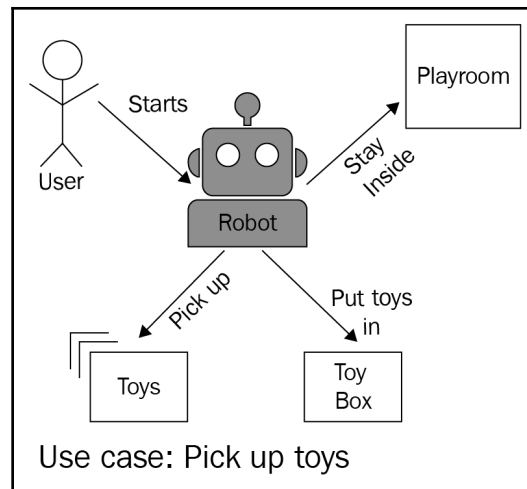 Playroom
Starts
Stay
Inside
User
Robot
Pick up
Put toys
in
Toys
Toy
Box
Use case: Pick up toys